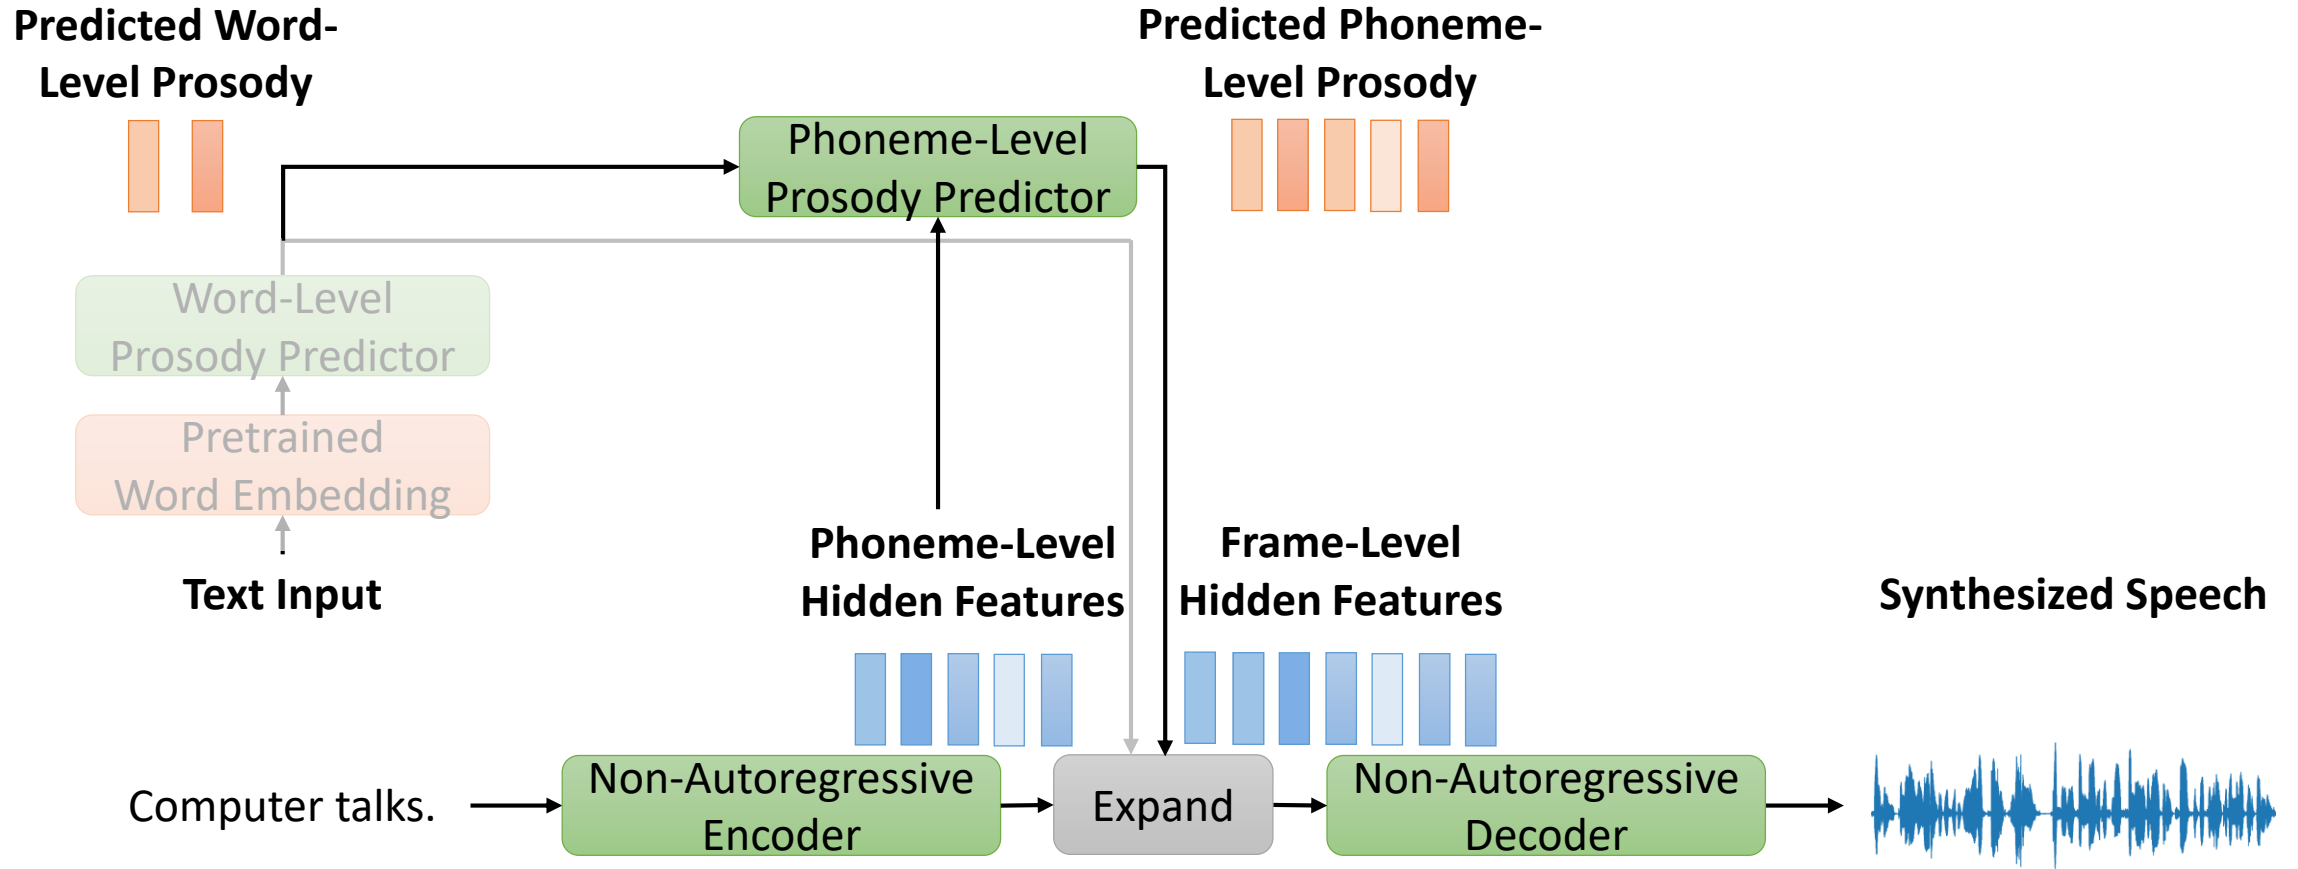 Predicted Word-
Level Prosody
Predicted Phoneme-
Level Prosody
Phoneme-Level
Prosody Predictor
Word-Level
Prosody Predictor
Pretrained
Word Embedding
Text Input
Phoneme-Level
Hidden Features
Frame-Level
Hidden Features
Synthesized Speech
Computer talks.
Non-Autoregressive
Encoder
Expand
Non-Autoregressive
Decoder